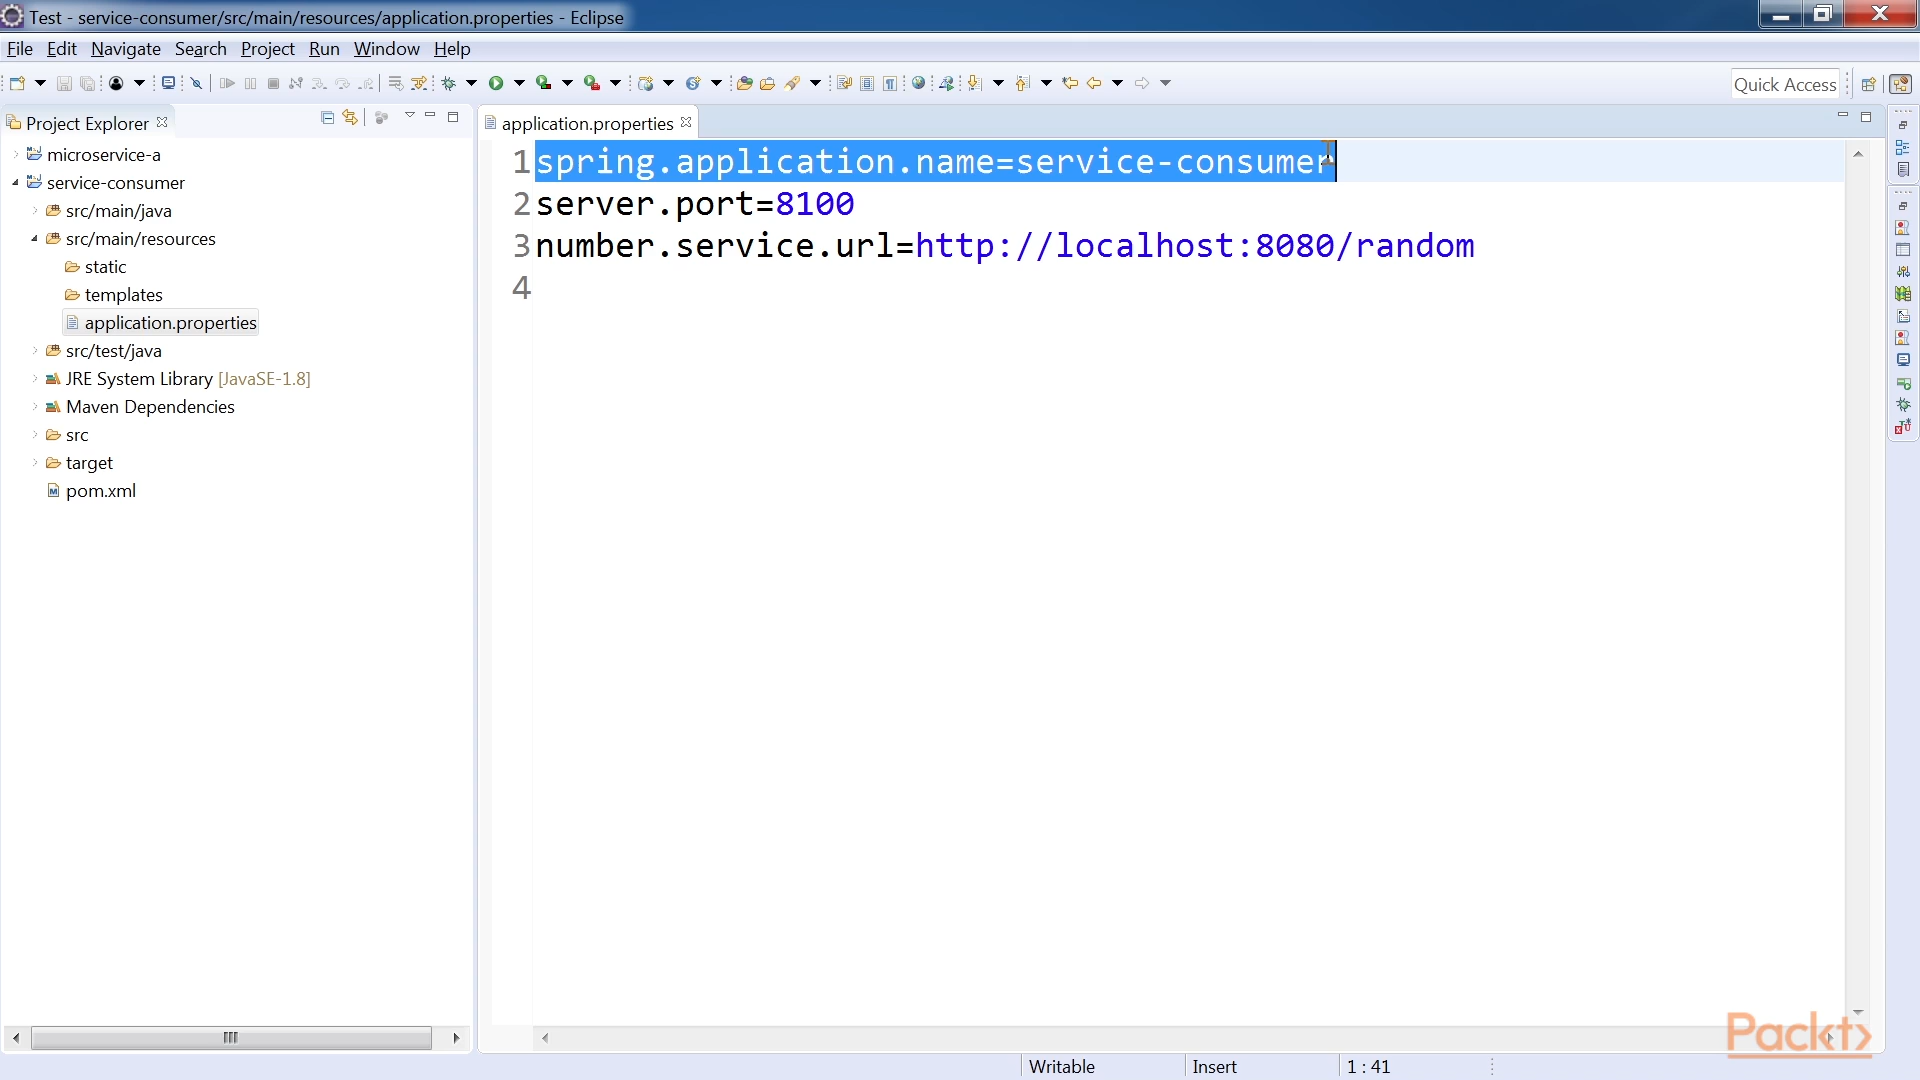 Test - service-consumer/src/main/resources/application.properties - Eclipse
File Edit Navigate Search Project Run Window Help
Quick Access
Project Explorer
application.properties
microservice-a
service-consumer
src/main/java
src/main/resources
static
templates
application.properties
src/test/java
JRE System Library [JavaSE-1.8]
Maven Dependencies
src
target
pom.xml
1 spring.application.name=service-consumer
2 server.port=8100
3 number.service.url=http://localhost:8080/random
4
Packt
Writable Insert 1 : 41